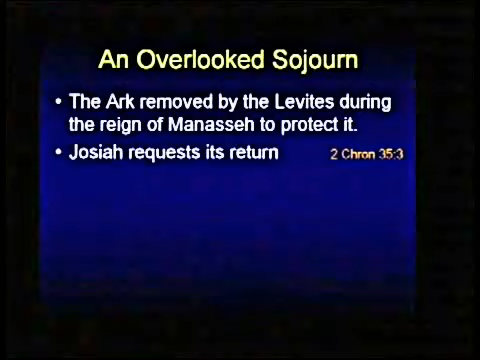 An Overlooked Sojourn
• The Ark removed by the Levites during
the reign of Manasseh to protect it.
• Josiah requests its return 2 Chron 35:3